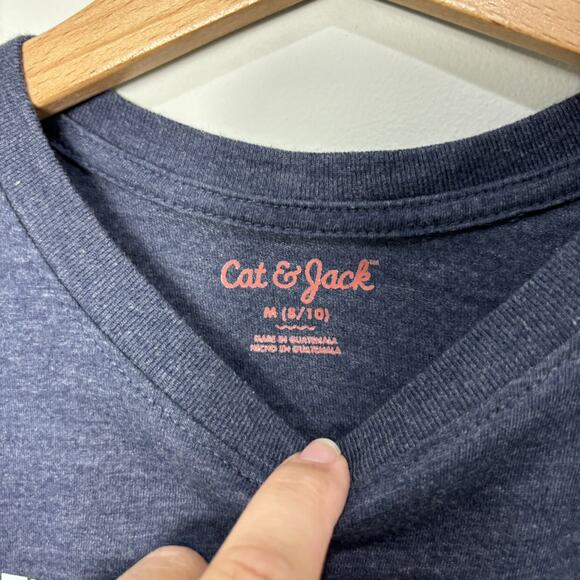 Cat & Jack™
M (8/10)
MADE IN GUATEMALA
HECHO EN GUATEMALA